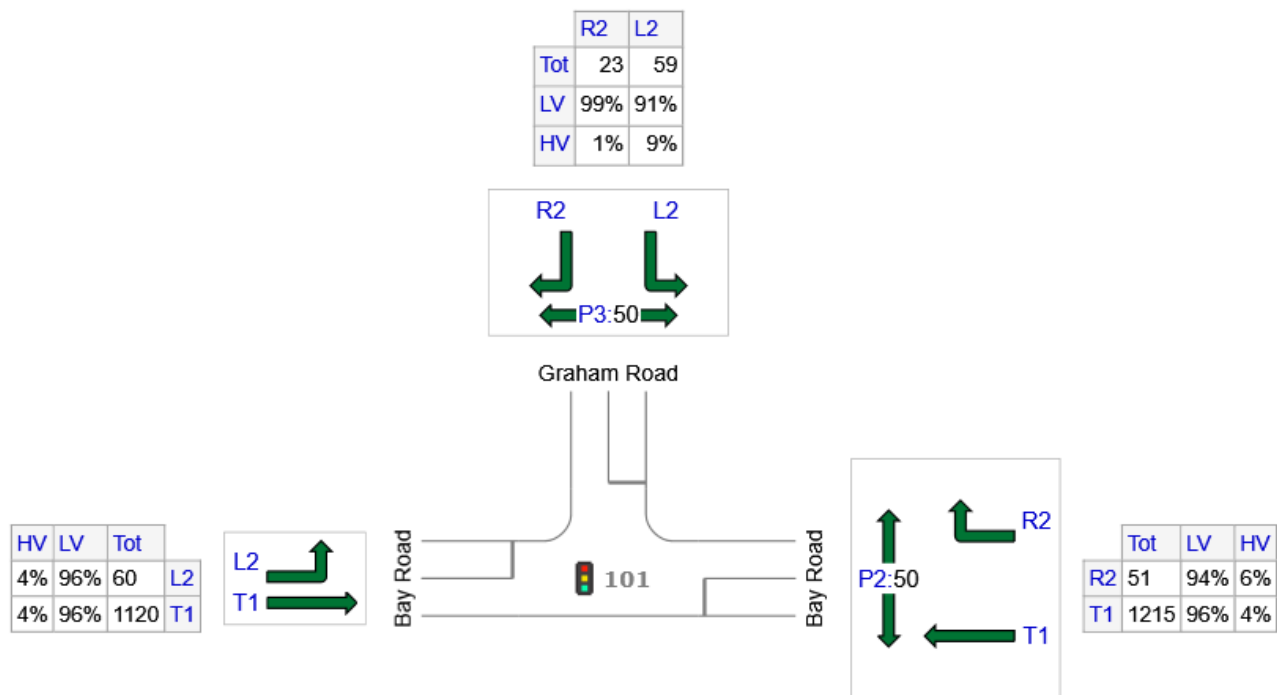 R2 L2
Tot 23 59
LV 99% 91%
HV 1% 9%
R2 L2
P3:50
Graham Road
HV LV Tot
4% 96% 60 L2
4% 96% 1120 T1
L2
T1
Bay Road
101
Bay Road
P2:50
R2
T1
Tot LV HV
R2 51 94% 6%
T1 1215 96% 4%